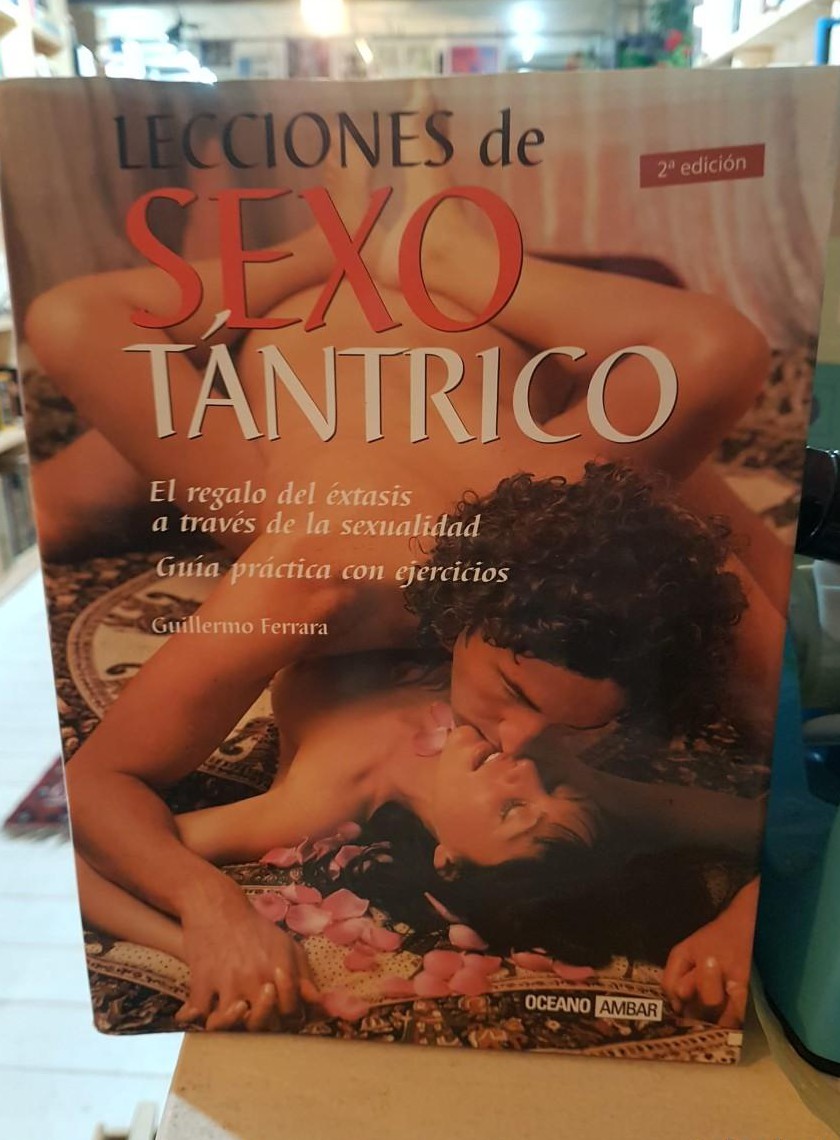 LECCIONES de
2ª edición
SEXO
TÁNTRICO
El regalo del éxtasis
a través de la sexualidad
Guía práctica con ejercicios
Guillermo Ferrara
OCEANO AMBAR